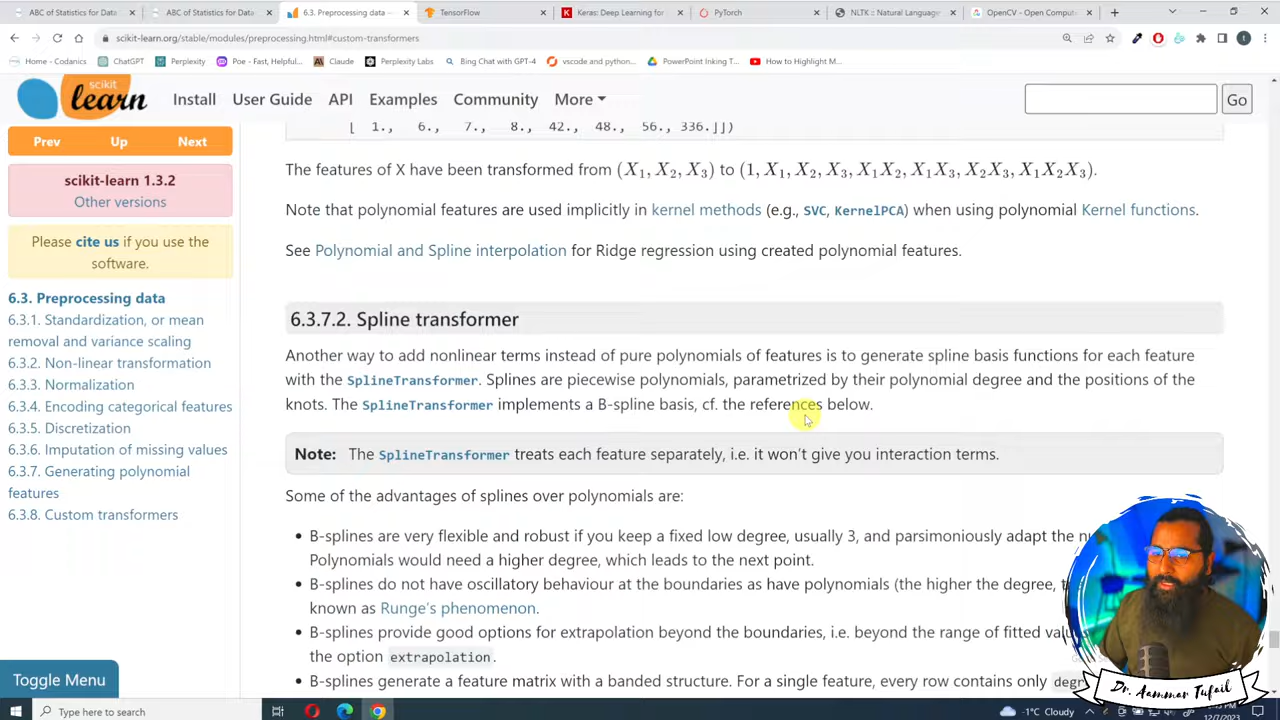 ABC of Statistics for Data
ABC of Statistics for Data
6.3. Preprocessing data
TensorFlow
Keras: Deep Learning for
PyTorch
NLTK :: Natural Language
OpenCV - Open Comput
scikit-learn.org/stable/modules/preprocessing.html#custom-transformers
Home - Codanics
ChatGPT
Perplexity
Poe - Fast, Helpful...
Claude
Perplexity Labs
Bing Chat with GPT-4
vscode and python...
PowerPoint Inking T...
How to Highlight M...
scikit
learn
Install
User Guide
API
Examples
Community
More
Go
Prev
Up
Next
scikit-learn 1.3.2
Other versions
Please cite us if you use the
software.
6.3. Preprocessing data
6.3.1. Standardization, or mean
removal and variance scaling
6.3.2. Non-linear transformation
6.3.3. Normalization
6.3.4. Encoding categorical features
6.3.5. Discretization
6.3.6. Imputation of missing values
6.3.7. Generating polynomial
features
6.3.8. Custom transformers
Toggle Menu
[ 1., 6., 7., 8., 42., 48., 56., 336.]])
The features of X have been transformed from (X₁, X₂, X₃) to (1, X₁, X₂, X₃, X₁X₂, X₁X₃, X₂X₃, X₁X₂X₃).
Note that polynomial features are used implicitly in kernel methods (e.g., SVC, KernelPCA) when using polynomial Kernel functions.
See Polynomial and Spline interpolation for Ridge regression using created polynomial features.
6.3.7.2. Spline transformer
Another way to add nonlinear terms instead of pure polynomials of features is to generate spline basis functions for each feature
with the SplineTransformer. Splines are piecewise polynomials, parametrized by their polynomial degree and the positions of the
knots. The SplineTransformer implements a B-spline basis, cf. the references below.
Note: The SplineTransformer treats each feature separately, i.e. it won't give you interaction terms.
Some of the advantages of splines over polynomials are:
• B-splines are very flexible and robust if you keep a fixed low degree, usually 3, and parsimoniously adapt the
Polynomials would need a higher degree, which leads to the next point.
• B-splines do not have oscillatory behaviour at the boundaries as have polynomials (the higher the degree,
known as Runge's phenomenon.
• B-splines provide good options for extrapolation beyond the boundaries, i.e. beyond the range of fitted
the option extrapolation.
• B-splines generate a feature matrix with a banded structure. For a single feature, every row contains only
Dr. Aammar Tufail
Type here to search
-1°C Cloudy